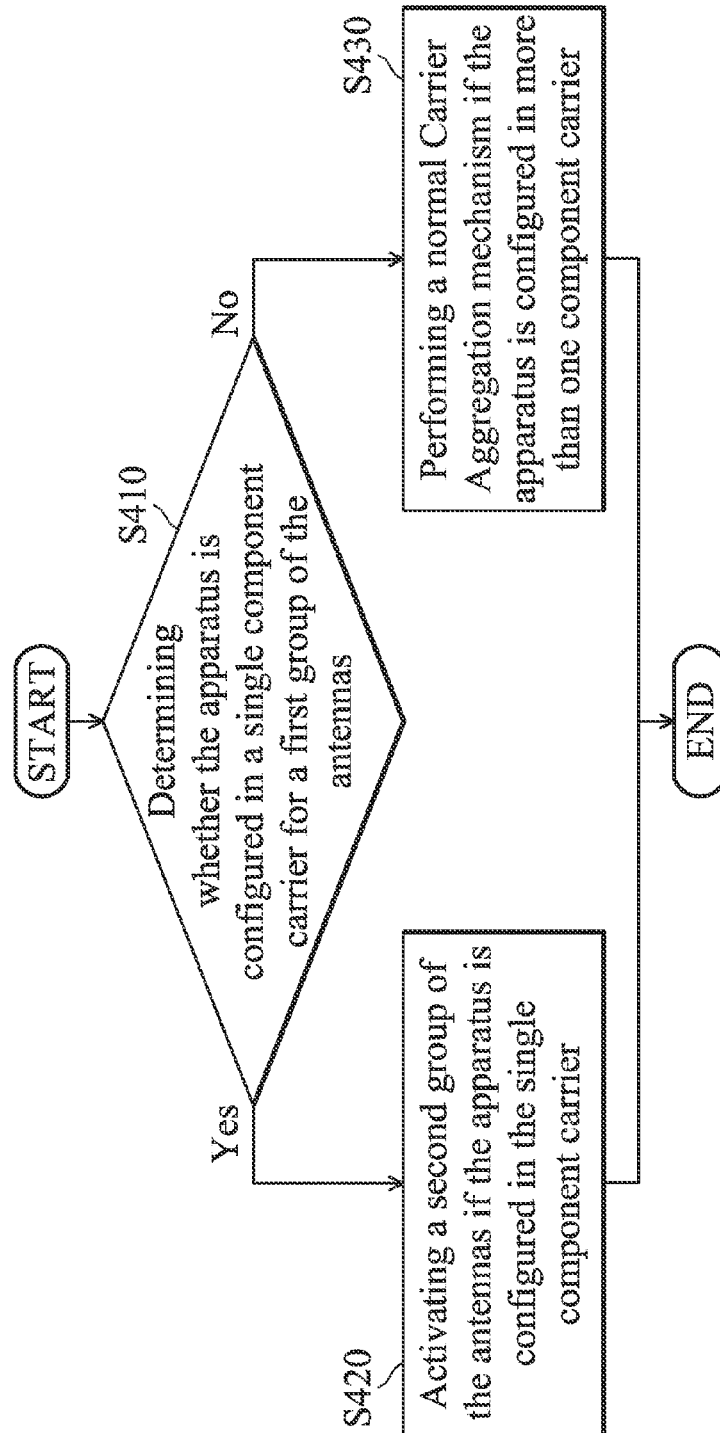 START
S410
Determining
whether the apparatus is
configured in a single component
carrier for a first group of the
antennas
Yes
No
S420
Activating a second group of
the antennas if the apparatus is
configured in the single
component carrier
S430
Performing a normal Carrier
Aggregation mechanism if the
apparatus is configured in more
than one component carrier
END